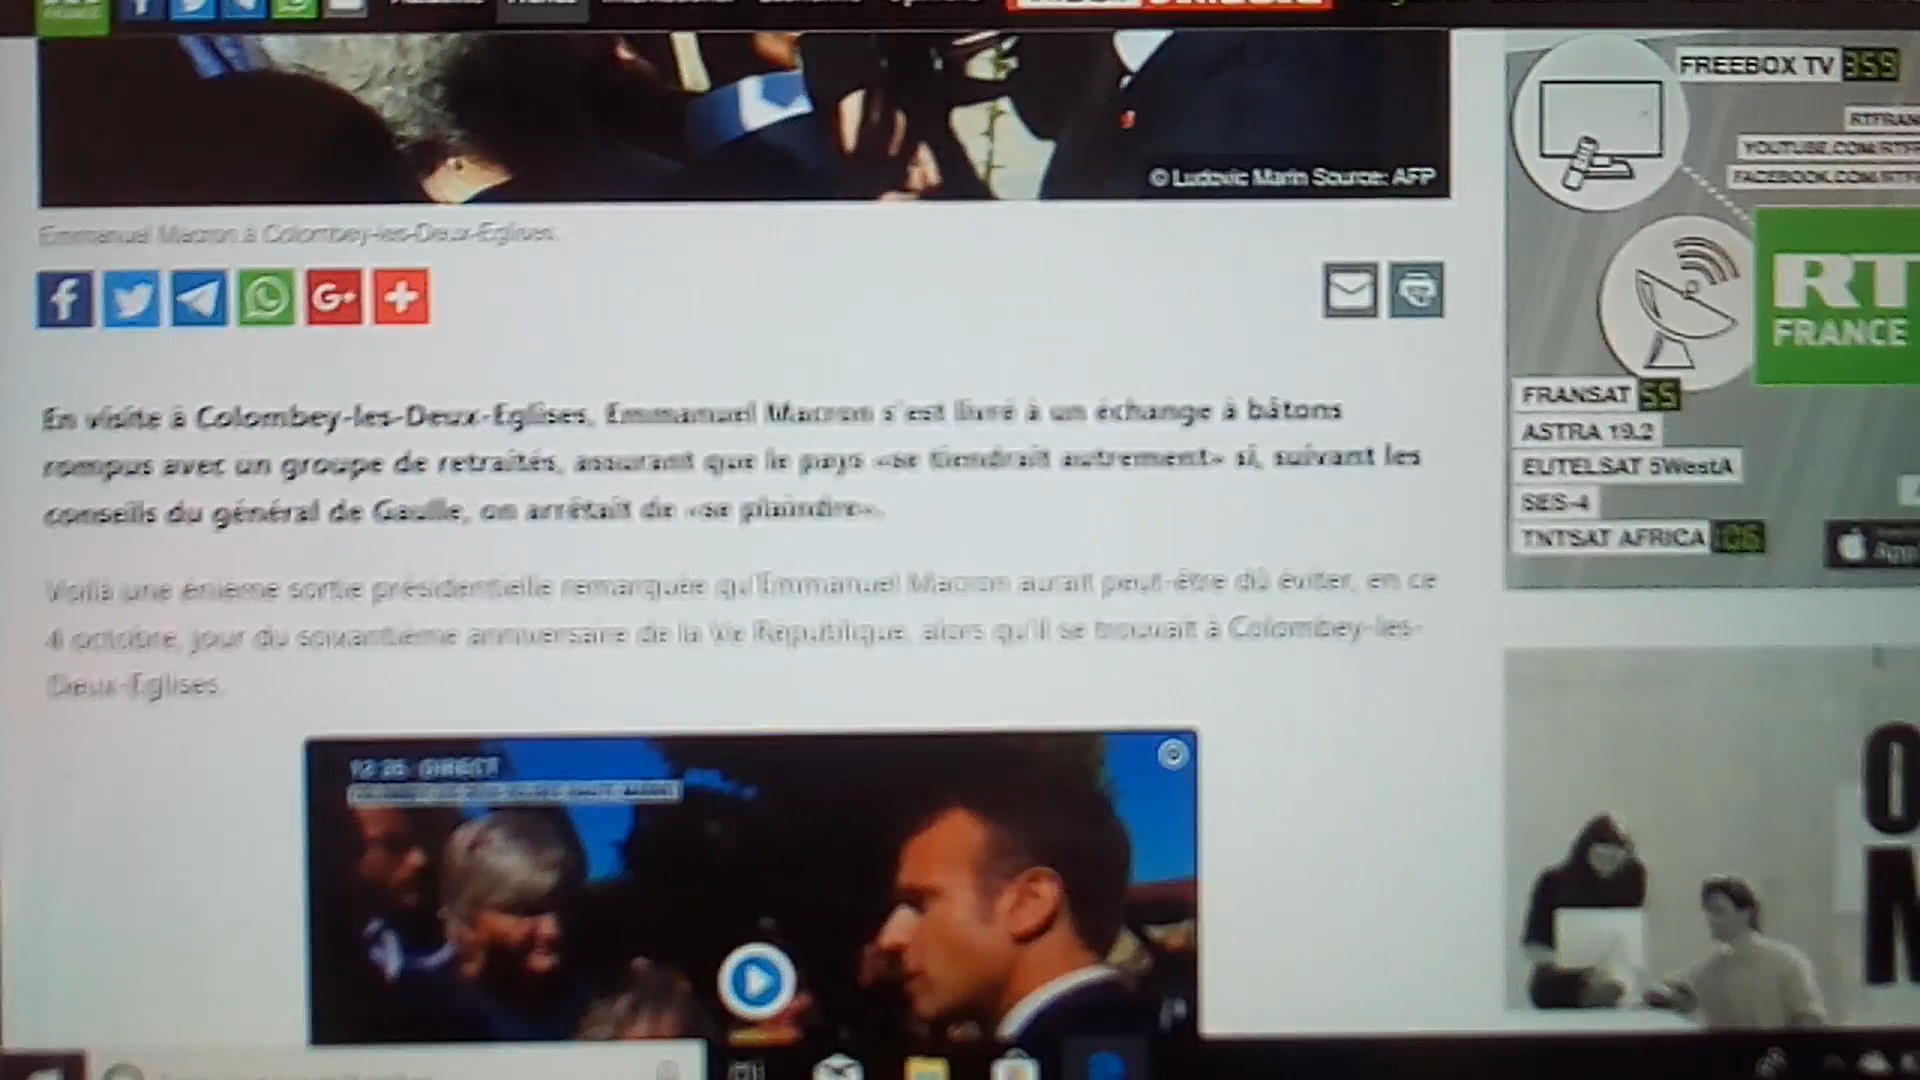 FRANCE
© Ludovic Marin Source: AFP
Emmanuel Macron à Colombey-les-Deux-Eglises.
En visite à Colombey-les-Deux-Eglises, Emmanuel Macron s'est livré à un échange à bâtons
rompus avec un groupe de retraités, assurant que le pays «se tiendrait autrement» si, suivant les
conseils du général de Gaulle, on arrêtait de «se plaindre».
Voilà une énième sortie présidentielle remarquée qu'Emmanuel Macron aurait peut-être dû éviter, en ce
4 octobre, jour du soixantième anniversaire de la Ve République, alors qu'il se trouvait à Colombey-les-
Deux-Eglises.
DIRECT
FREEBOX TV 359
RTFRAN
YOUTUBE.COM/RTFR
FACEBOOK.COM/RTFR
RT
FRANCE
FRANSAT 55
ASTRA 19.2
EUTELSAT 5WestA
SES-4
TNTSAT AFRICA
App